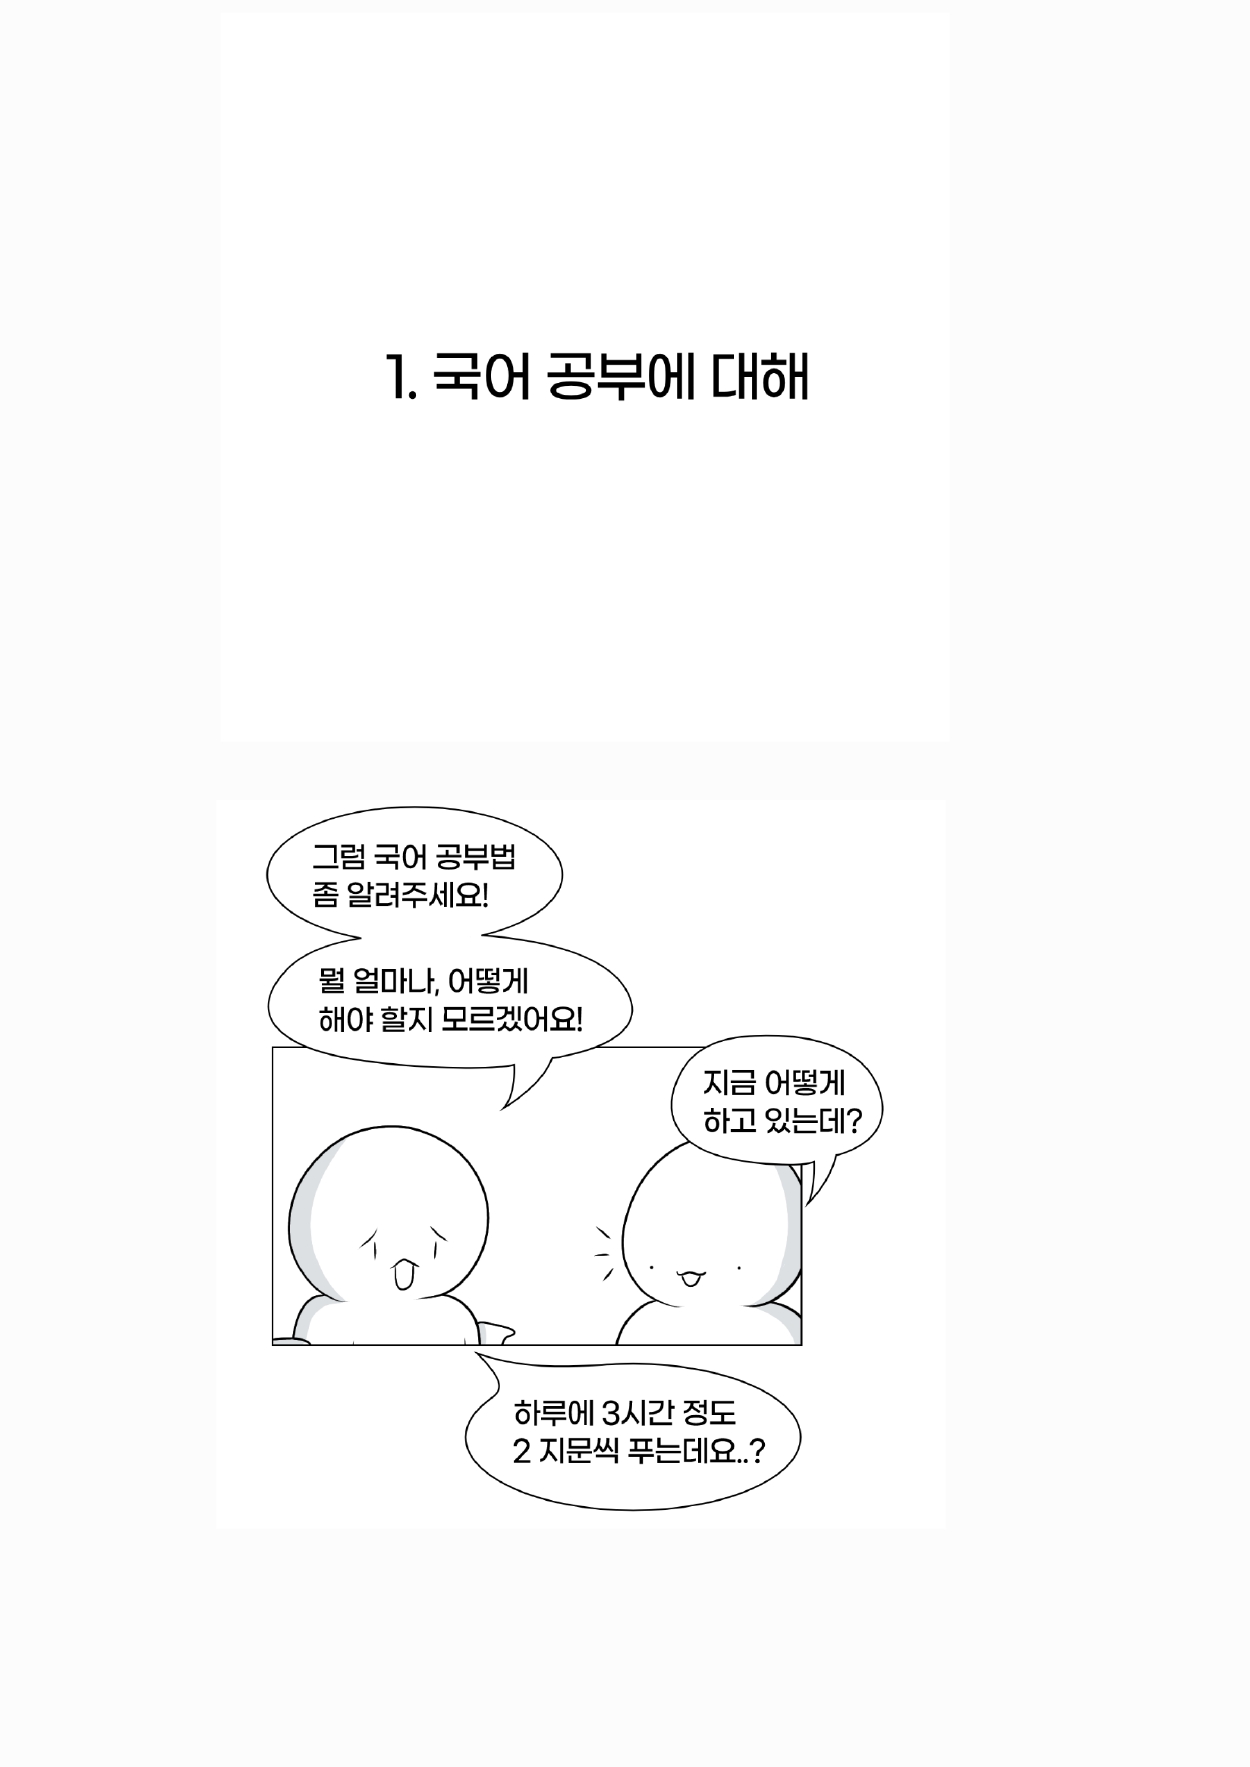 1. 국어 공부에 대해
그럼 국어 공부법
좀 알려주세요!
뭘 얼마나, 어떻게
해야 할지 모르겠어요!
지금 어떻게
하고 있는데?
하루에 3시간 정도
2 지문씩 푸는데요..?